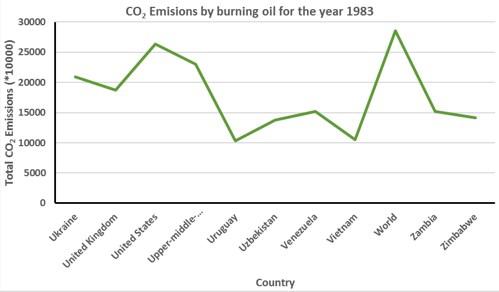 CO₂ Emisions by burning oil for the year 1983
Total CO₂ Emissions (*10000)
30000
25000
20000
15000
10000
5000
0
Ukraine
United Kingdom
United States
Upper-middle-...
Uruguay
Uzbekistan
Venezuela
Vietnam
World
Zambia
Zimbabwe
Country